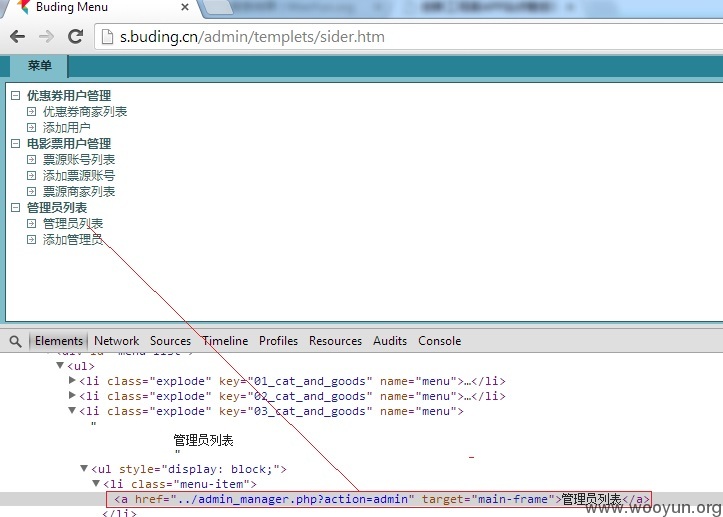 Buding Menu
s.buding.cn/admin/templets/sider.htm
菜单
优惠券用户管理
优惠券商家列表
添加用户
电影票用户管理
票源账号列表
添加票源账号
票源商家列表
管理员列表
管理员列表
添加管理员
Elements Network Sources Timeline Profiles Resources Audits Console
<ul>
<li class="explode" key="01_cat_and_goods" name="menu">…</li>
<li class="explode" key="02_cat_and_goods" name="menu">…</li>
<li class="explode" key="03_cat_and_goods" name="menu">
"
管理员列表
"
<ul style="display: block;">
<li class="menu-item">
<a href="../admin_manager.php?action=admin" target="main-frame">管理员列表</a>
</li>
www.wooyun.org